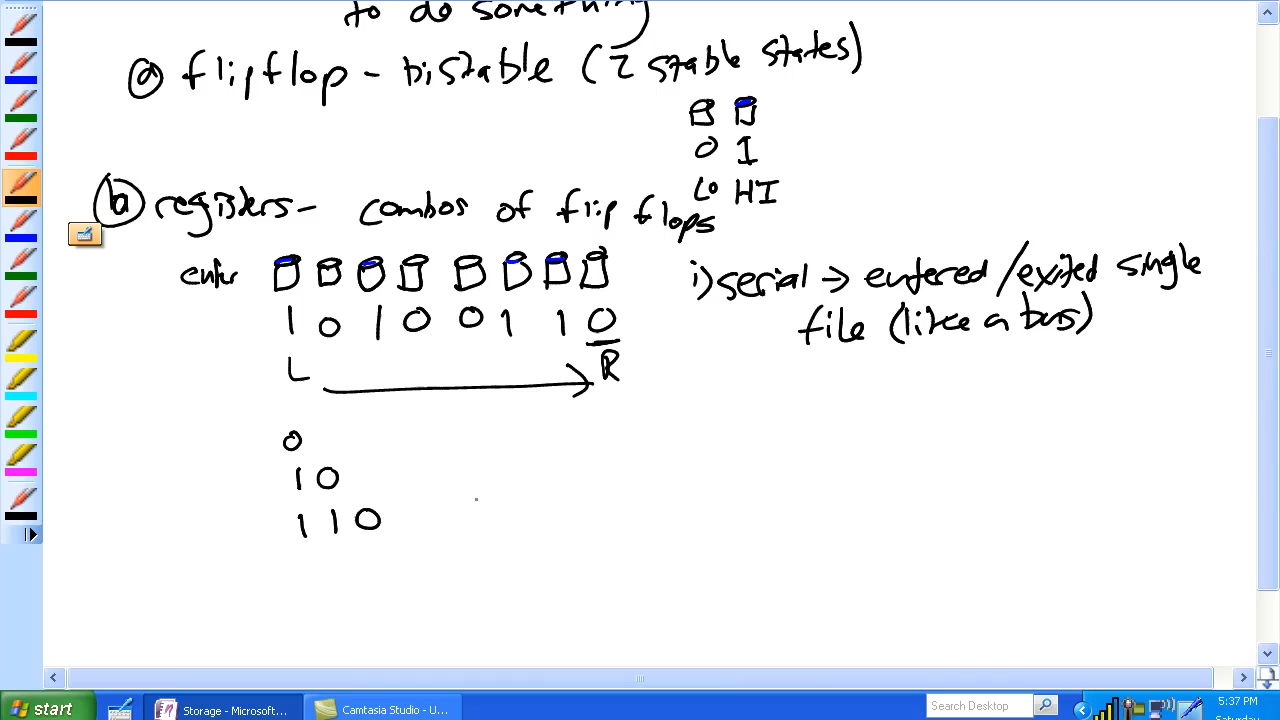 to do something
a) flipflop - bistable (2 stable states)
0 1
LO HI
b) registers - combos of flip flops
enter
1 0 1 0 0 1 1 0
L R
i) serial → entered/exited single
file (like a bus)
0
1 0
1 1 0
start
Storage - Microsoft...
Camtasia Studio - U...
Search Desktop
5:37 PM
Saturday